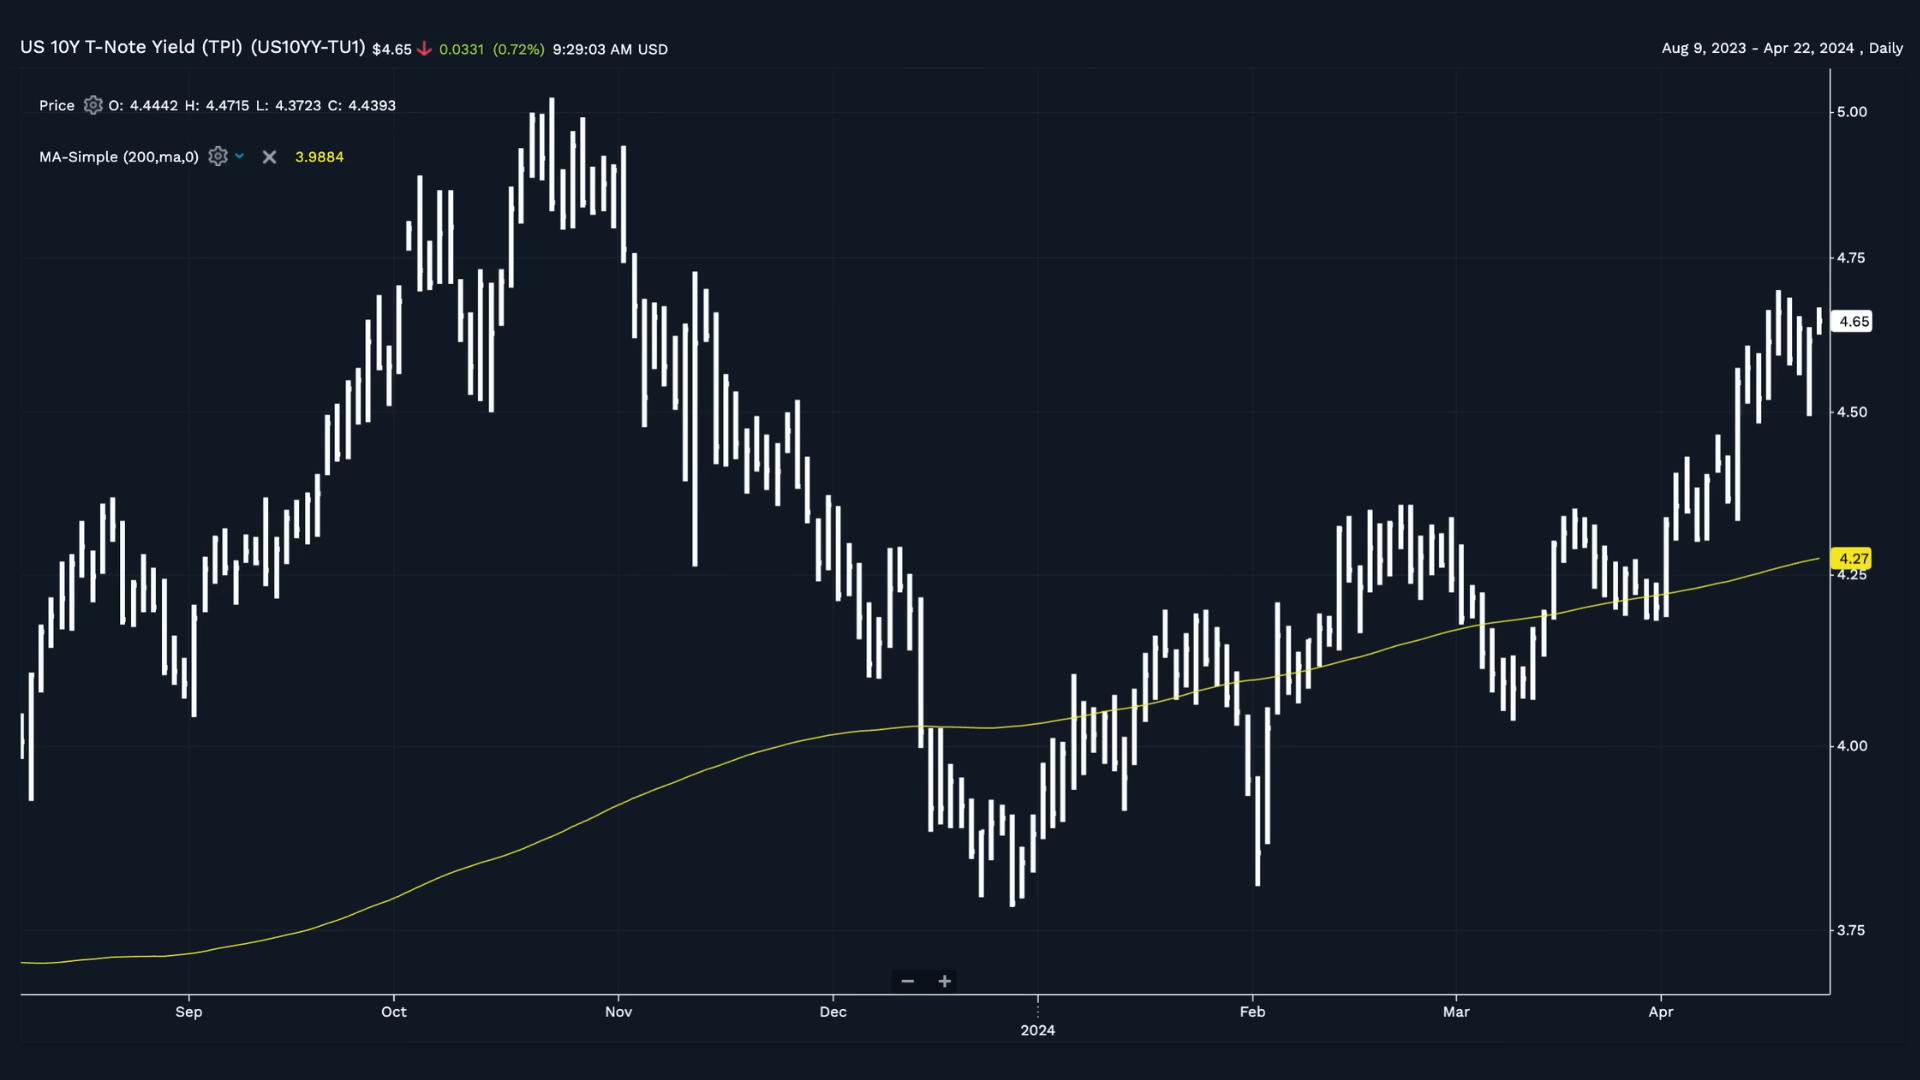 US 10Y T-Note Yield (TPI) (US10YY-TU1) $4.65 0.0331 (0.72%) 9:29:03 AM USD
Aug 9, 2023 - Apr 22, 2024 , Daily
Price O: 4.4442 H: 4.4715 L: 4.3723 C: 4.4393
MA-Simple (200,ma,0) 3.9884
5.00
4.75
4.65
4.50
4.27
4.25
4.00
3.75
Sep Oct Nov Dec Feb Mar Apr
2024